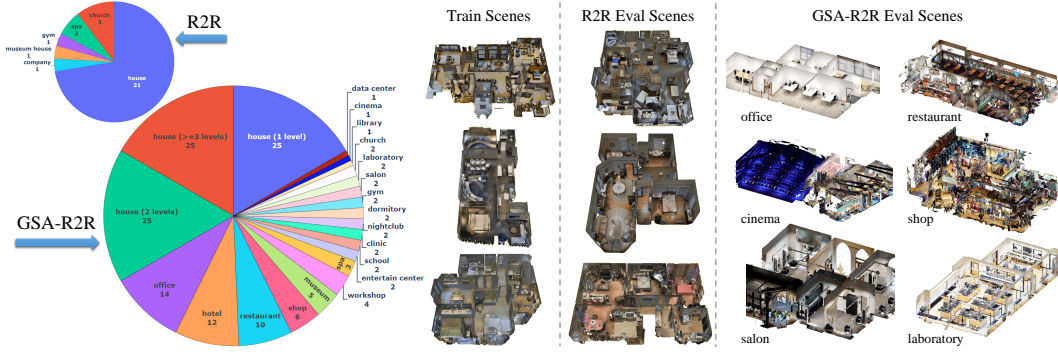 R2R
church
3
spa
2
gym
1
museum house
1
company
1
house
21
GSA-R2R
house (>=3 levels)
25
house (1 level)
25
house (2 levels)
25
office
14
hotel
12
restaurant
10
shop
6
museum
5
workshop
4
spa
3
entertain center
2
school
2
clinic
2
nightclub
2
dormitory
2
gym
2
salon
2
laboratory
2
church
2
library
1
cinema
1
data center
1
Train Scenes
R2R Eval Scenes
GSA-R2R Eval Scenes
office
restaurant
cinema
shop
salon
laboratory